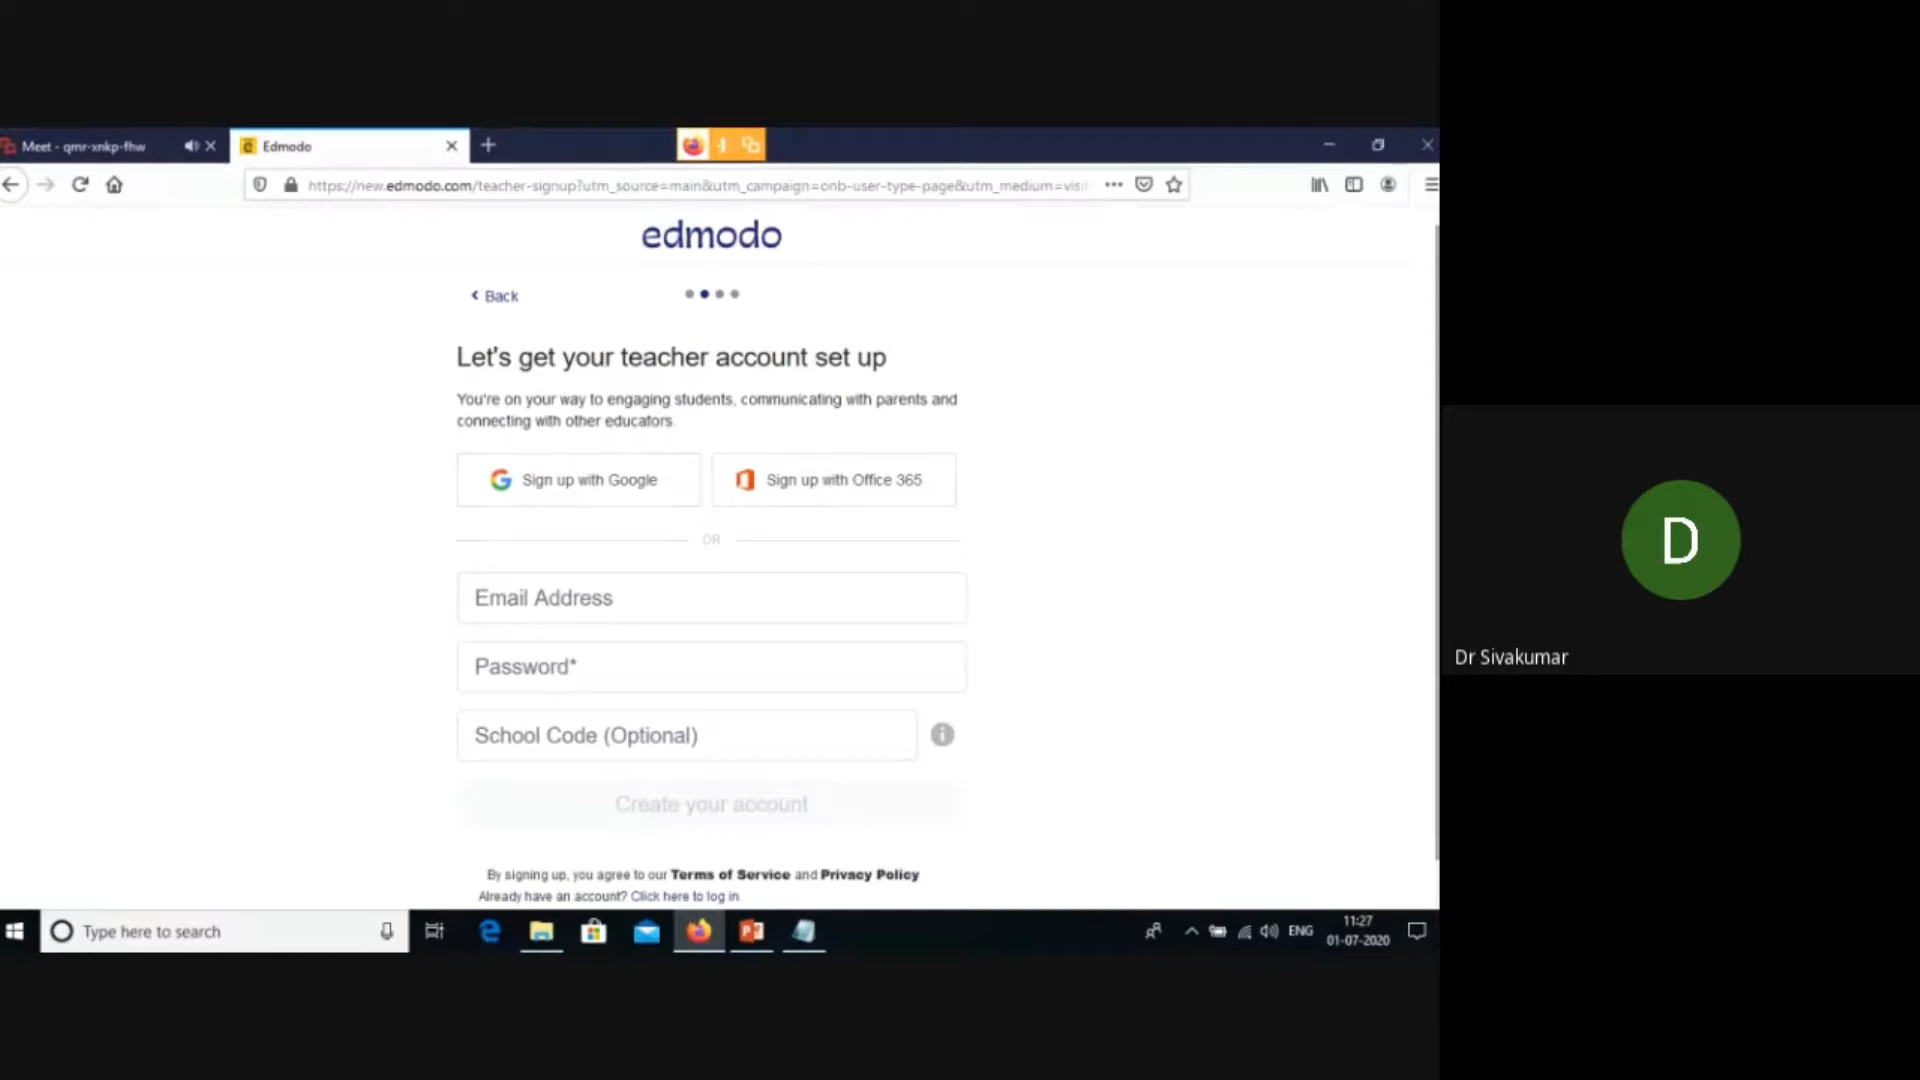 Meet - qmr-xnkp-fhw
Edmodo
https://new.edmodo.com/teacher-signup?utm_source=main&utm_campaign=onb-user-type-page&utm_medium=visi
edmodo
Back
Let's get your teacher account set up
You're on your way to engaging students, communicating with parents and
connecting with other educators.
Sign up with Google
Sign up with Office 365
OR
Email Address
Password*
School Code (Optional)
Create your account
By signing up, you agree to our Terms of Service and Privacy Policy
Already have an account? Click here to log in
D
Dr Sivakumar
Type here to search
ENG
11:27
01-07-2020